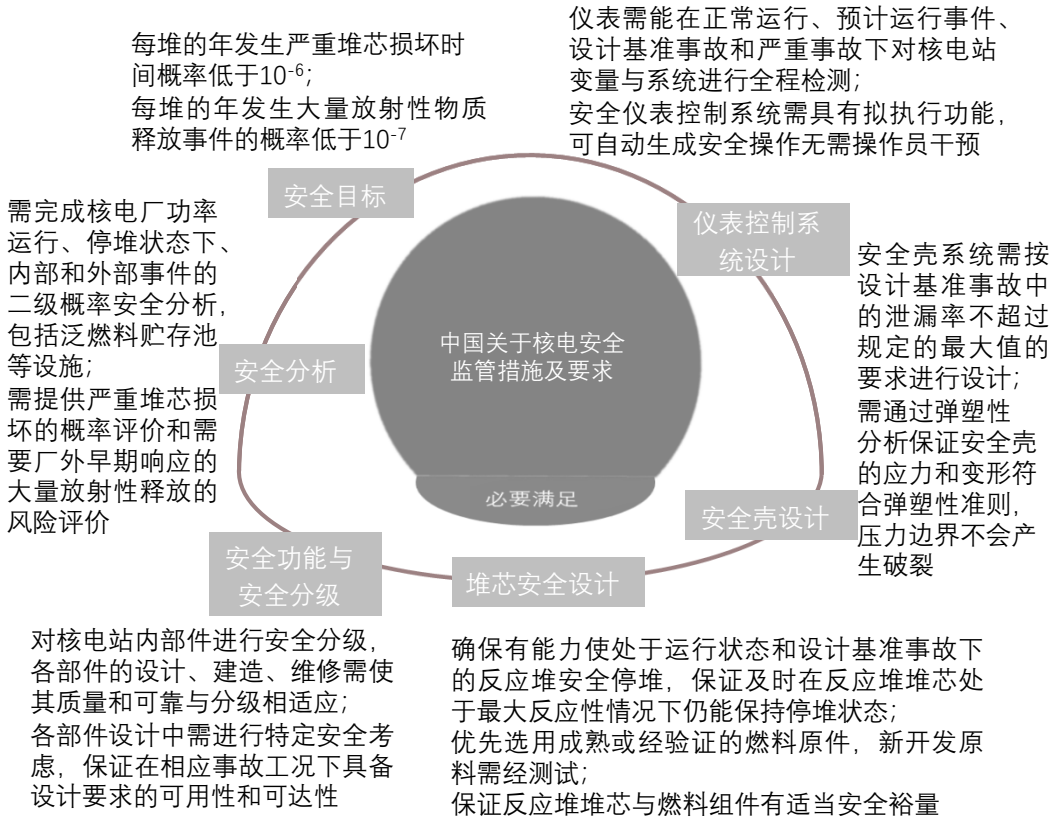 每堆的年发生严重堆芯损坏时
间概率低于10⁻⁶;
每堆的年发生大量放射性物质
释放事件的概率低于10⁻⁷
仪表需能在正常运行、预计运行事件、
设计基准事故和严重事故下对核电站
变量与系统进行全程检测;
安全仪表控制系统需具有拟执行功能,
可自动生成安全操作无需操作员干预
安全目标
仪表控制系
统设计
需完成核电厂功率
运行、停堆状态下、
内部和外部事件的
二级概率安全分析,
包括泛燃料贮存池
等设施;
需提供严重堆芯损
坏的概率评价和需
要厂外早期响应的
大量放射性释放的
风险评价
安全分析
中国关于核电安全
监管措施及要求
必要满足
安全壳系统需按
设计基准事故中
的泄漏率不超过
规定的最大值的
要求进行设计;
需通过弹塑性
分析保证安全壳
的应力和变形符
合弹塑性准则,
压力边界不会产
生破裂
安全壳设计
安全功能与
安全分级
堆芯安全设计
对核电站内部件进行安全分级,
各部件的设计、建造、维修需使
其质量和可靠与分级相适应;
各部件设计中需进行特定安全考
虑,保证在相应事故工况下具备
设计要求的可用性和可达性
确保有能力使处于运行状态和设计基准事故下
的反应堆安全停堆,保证及时在反应堆堆芯处
于最大反应性情况下仍能保持停堆状态;
优先选用成熟或经验证的燃料原件,新开发原
料需经测试;
保证反应堆堆芯与燃料组件有适当安全裕量